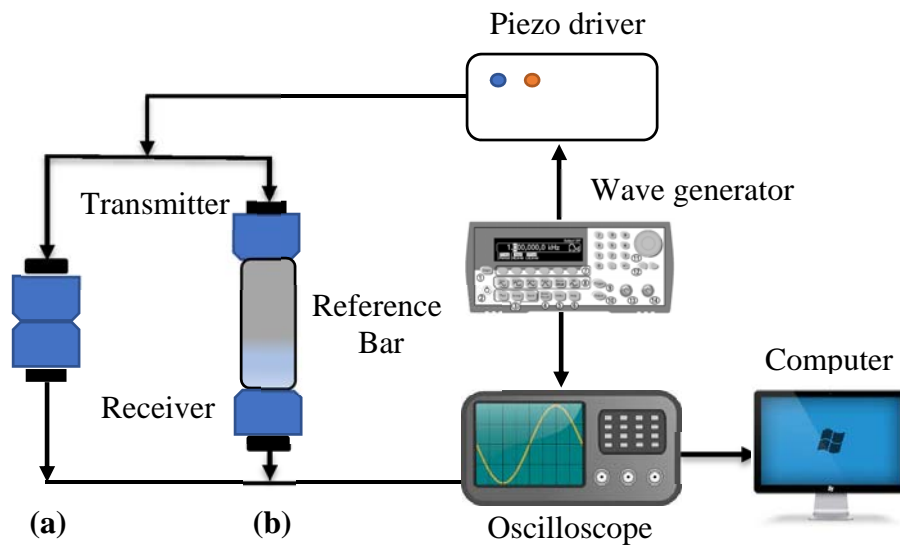 Piezo driver
Wave generator
Transmitter
Reference
Bar
Computer
Receiver
(a)
(b)
Oscilloscope